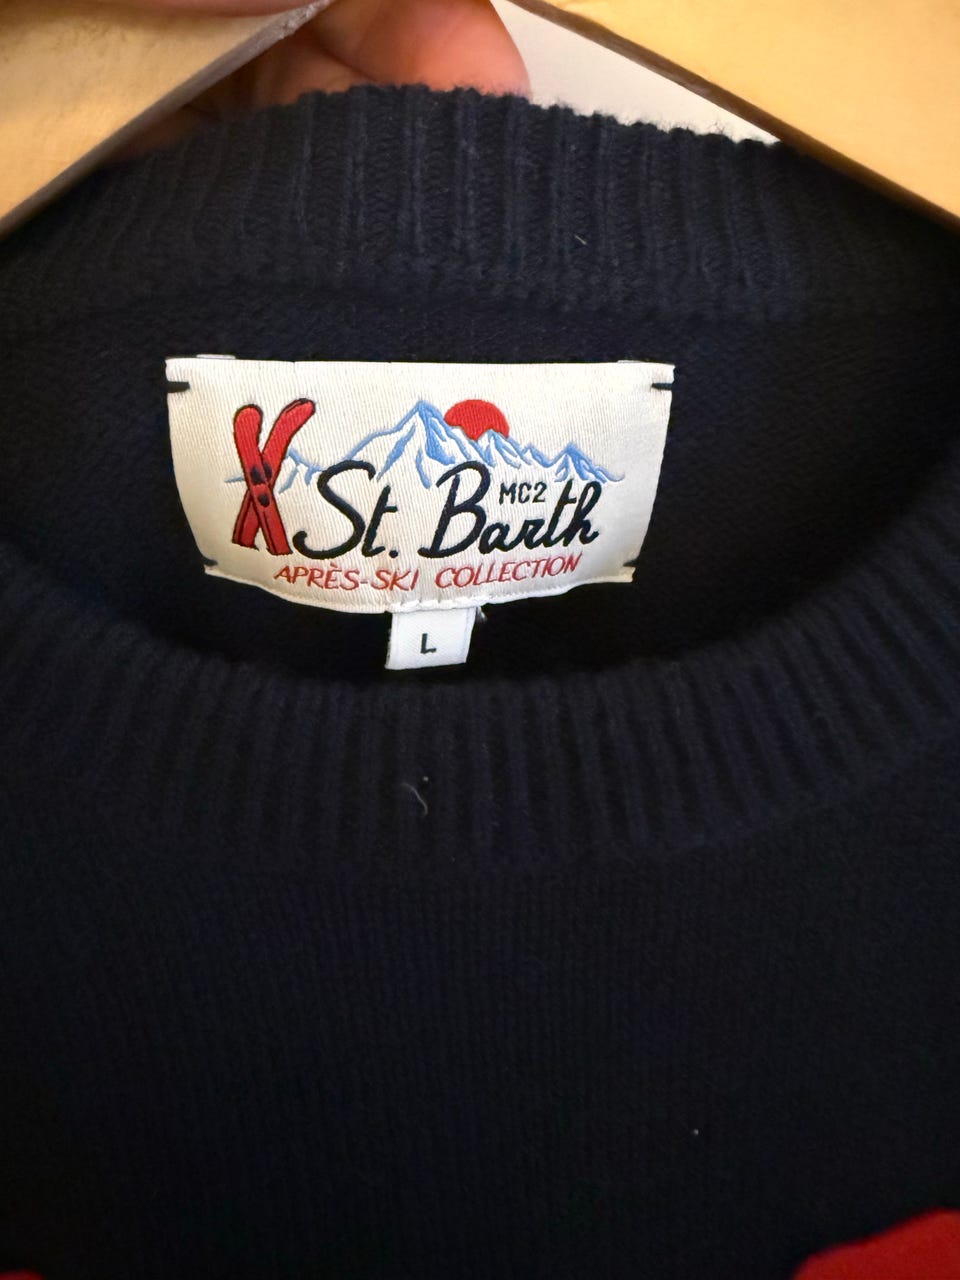 MC2
St. Barth
APRÈS-SKI COLLECTION
L